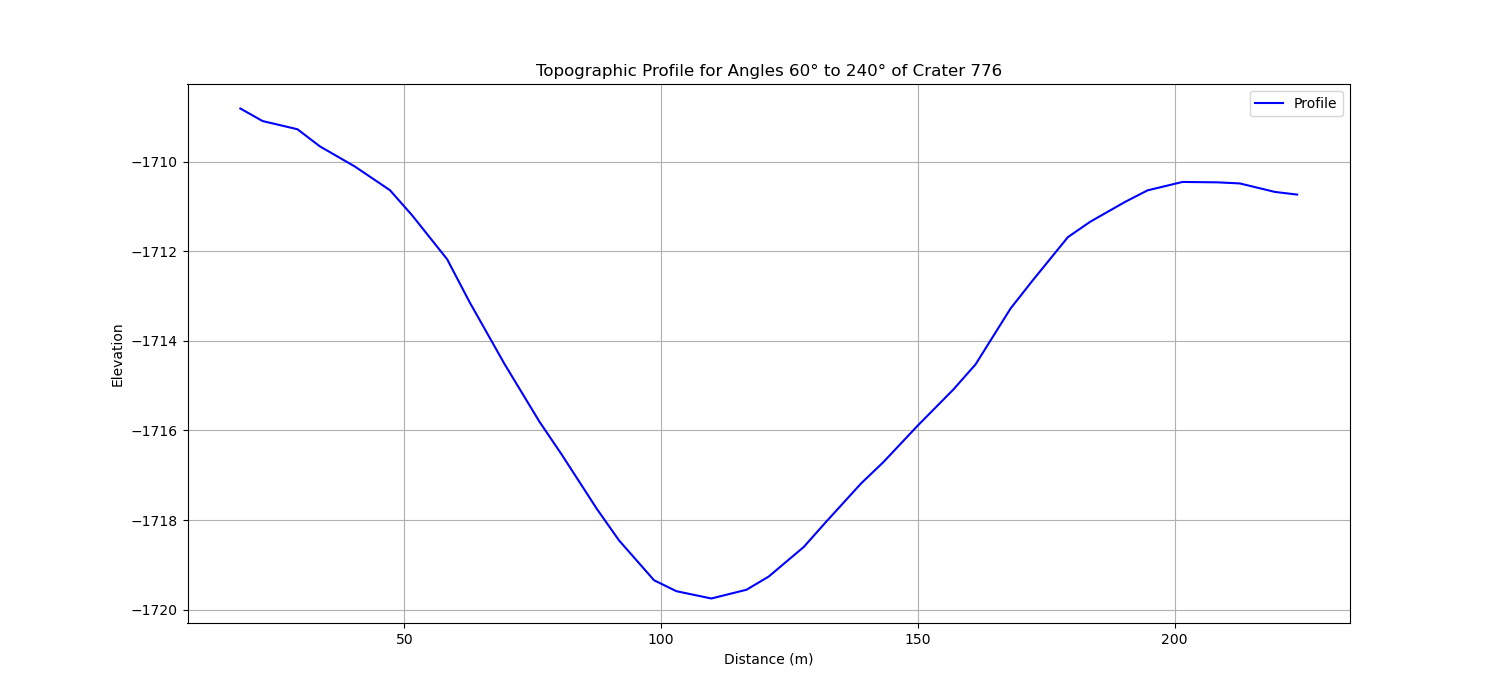 Topographic Profile for Angles 60° to 240° of Crater 776
Profile
−1710
−1712
−1714
−1716
−1718
−1720
Elevation
50
100
150
200
Distance (m)